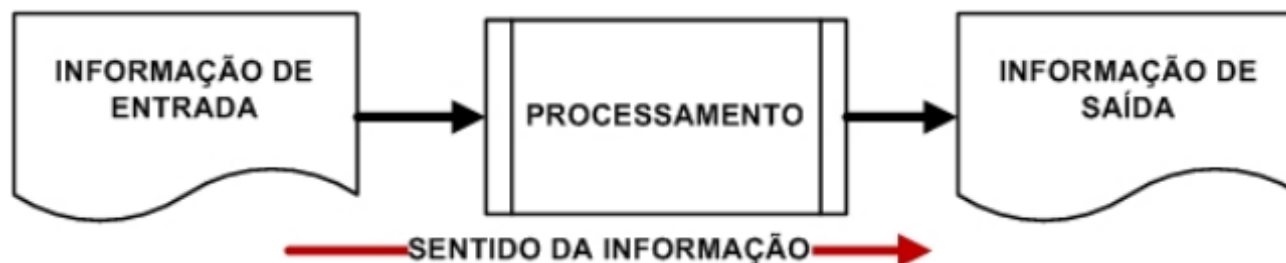 INFORMAÇÃO DE
ENTRADA
PROCESSAMENTO
INFORMAÇÃO DE
SAÍDA
SENTIDO DA INFORMAÇÃO